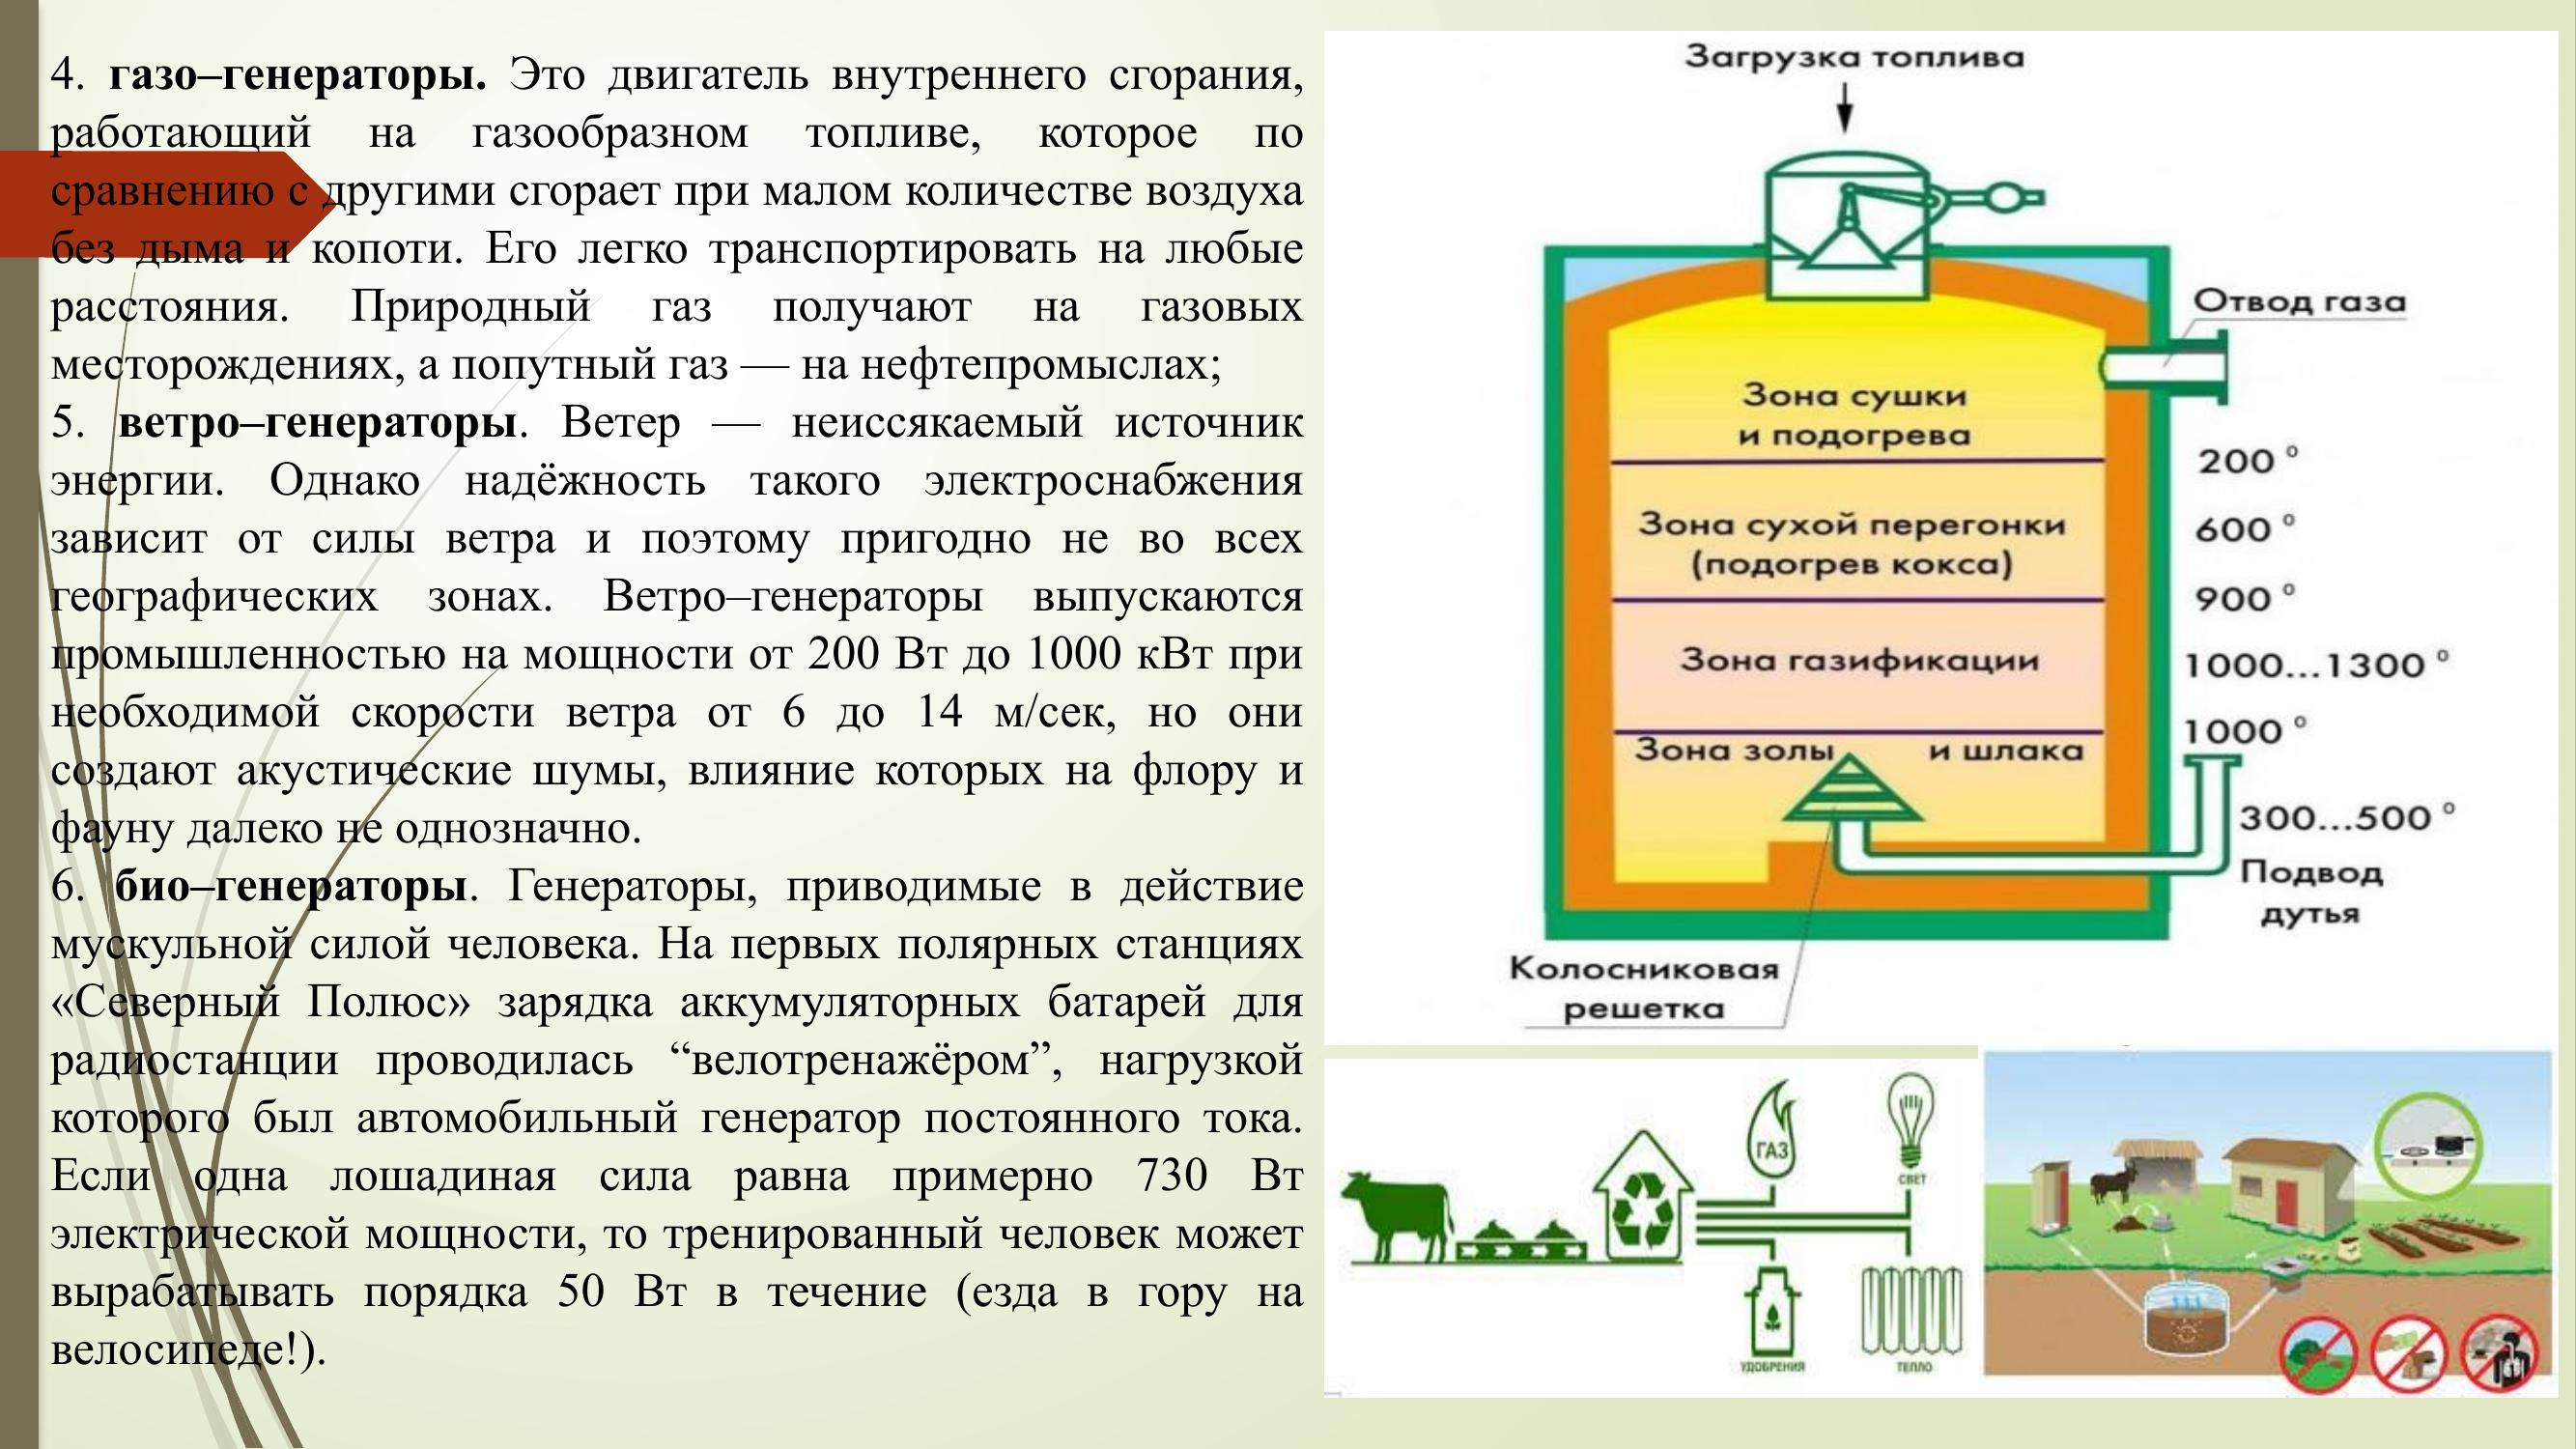 4. газо–генераторы. Это двигатель внутреннего сгорания,
работающий на газообразном топливе, которое по
сравнению с другими сгорает при малом количестве воздуха
без дыма и копоти. Его легко транспортировать на любые
расстояния. Природный газ получают на газовых
месторождениях, а попутный газ — на нефтепромыслах;
5. ветро–генераторы. Ветер — неиссякаемый источник
энергии. Однако надёжность такого электроснабжения
зависит от силы ветра и поэтому пригодно не во всех
географических зонах. Ветро–генераторы выпускаются
промышленностью на мощности от 200 Вт до 1000 кВт при
необходимой скорости ветра от 6 до 14 м/сек, но они
создают акустические шумы, влияние которых на флору и
фауну далеко не однозначно.
6. био–генераторы. Генераторы, приводимые в действие
мускульной силой человека. На первых полярных станциях
«Северный Полюс» зарядка аккумуляторных батарей для
радиостанции проводилась “велотренажёром”, нагрузкой
которого был автомобильный генератор постоянного тока.
Если одна лошадиная сила равна примерно 730 Вт
электрической мощности, то тренированный человек может
вырабатывать порядка 50 Вт в течение (езда в гору на
велосипеде!).
Загрузка топлива
Отвод газа
Зона сушки
и подогрева
200 °
Зона сухой перегонки
(подогрев кокса)
600 °
900 °
Зона газификации
1000...1300 °
1000 °
Зона золы и шлака
300...500 °
Подвод
дутья
Колосниковая
решетка
ГАЗ
СВЕТ
УДОБРЕНИЯ
ТЕПЛО